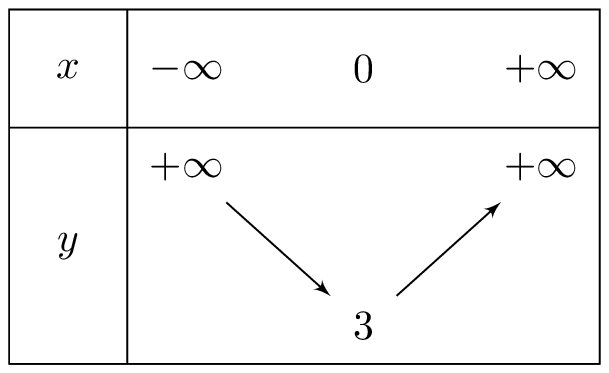 x −∞ 0 +∞
+∞ +∞
y
3